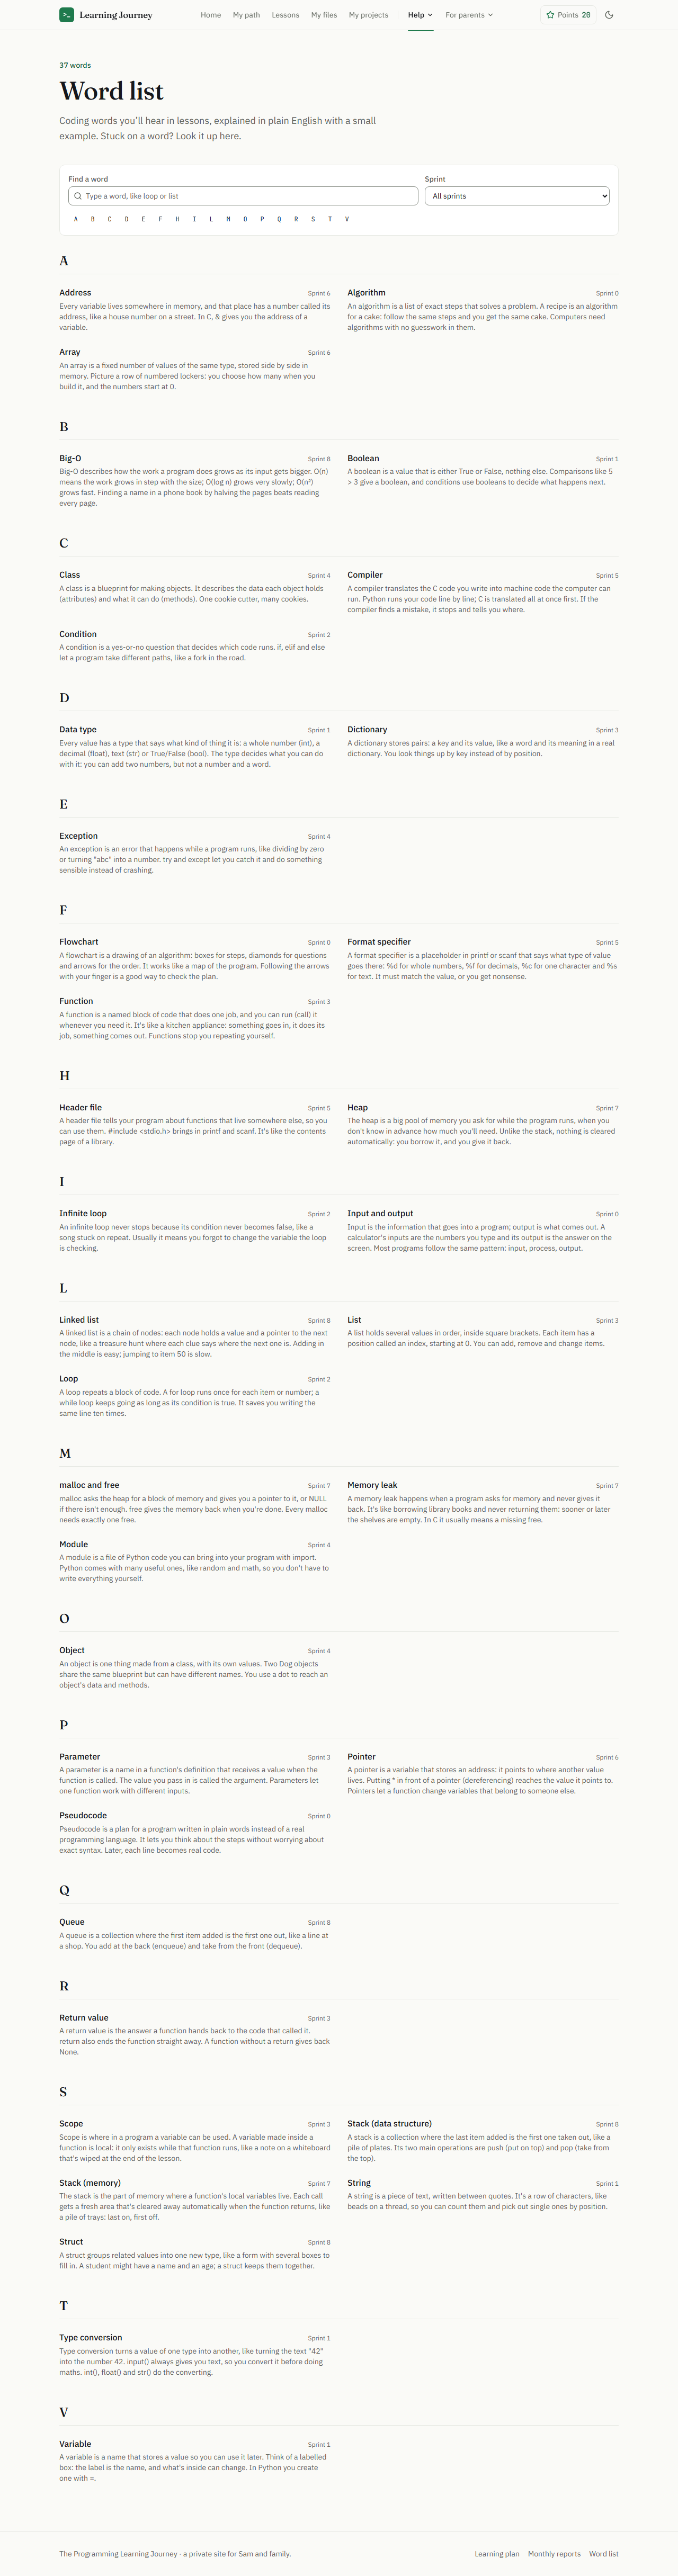 >_ Learning Journey Home My path Lessons My files My projects Help For parents Points 20
37 words
Word list
Coding words you'll hear in lessons, explained in plain English with a small
example. Stuck on a word? Look it up here.
Find a word
Type a word, like loop or list
Sprint
All sprints
A B C D E F H I L M O P Q R S T V
A
Address Sprint 6
Every variable lives somewhere in memory, and that place has a number called its
address, like a house number on a street. In C, & gives you the address of a
variable.
Algorithm Sprint 0
An algorithm is a list of exact steps that solves a problem. A recipe is an algorithm
for a cake: follow the same steps and you get the same cake. Computers need
algorithms with no guesswork in them.
Array Sprint 6
An array is a fixed number of values of the same type, stored side by side in
memory. Picture a row of numbered lockers: you choose how many when you
build it, and the numbers start at 0.
B
Big-O Sprint 8
Big-O describes how the work a program does grows as its input gets bigger. O(n)
means the work grows in step with the size; O(log n) grows very slowly; O(n²)
grows fast. Finding a name in a phone book by halving the pages beats reading
every page.
Boolean Sprint 1
A boolean is a value that is either True or False, nothing else. Comparisons like 5
> 3 give a boolean, and conditions use booleans to decide what happens next.
C
Class Sprint 4
A class is a blueprint for making objects. It describes the data each object holds
(attributes) and what it can do (methods). One cookie cutter, many cookies.
Compiler Sprint 5
A compiler translates the C code you write into machine code the computer can
run. Python runs your code line by line; C is translated all at once first. If the
compiler finds a mistake, it stops and tells you where.
Condition Sprint 2
A condition is a yes-or-no question that decides which code runs. if, elif and else
let a program take different paths, like a fork in the road.
D
Data type Sprint 1
Every value has a type that says what kind of thing it is: a whole number (int), a
decimal (float), text (str) or True/False (bool). The type decides what you can do
with it: you can add two numbers, but not a number and a word.
Dictionary Sprint 3
A dictionary stores pairs: a key and its value, like a word and its meaning in a real
dictionary. You look things up by key instead of by position.
E
Exception Sprint 4
An exception is an error that happens while a program runs, like dividing by zero
or turning "abc" into a number. try and except let you catch it and do something
sensible instead of crashing.
F
Flowchart Sprint 0
A flowchart is a drawing of an algorithm: boxes for steps, diamonds for questions
and arrows for the order. It works like a map of the program. Following the arrows
with your finger is a good way to check the plan.
Format specifier Sprint 5
A format specifier is a placeholder in printf or scanf that says what type of value
goes there: %d for whole numbers, %f for decimals, %c for one character and %s
for text. It must match the value, or you get nonsense.
Function Sprint 3
A function is a named block of code that does one job, and you can run (call) it
whenever you need it. It's like a kitchen appliance: something goes in, it does its
job, something comes out. Functions stop you repeating yourself.
H
Header file Sprint 5
A header file tells your program about functions that live somewhere else, so you
can use them. #include <stdio.h> brings in printf and scanf. It's like the contents
page of a library.
Heap Sprint 7
The heap is a big pool of memory you ask for while the program runs, when you
don't know in advance how much you'll need. Unlike the stack, nothing is cleared
automatically: you borrow it, and you give it back.
I
Infinite loop Sprint 2
An infinite loop never stops because its condition never becomes false, like a
song stuck on repeat. Usually it means you forgot to change the variable the loop
is checking.
Input and output Sprint 0
Input is the information that goes into a program; output is what comes out. A
calculator's inputs are the numbers you type and its output is the answer on the
screen. Most programs follow the same pattern: input, process, output.
L
Linked list Sprint 8
A linked list is a chain of nodes: each node holds a value and a pointer to the next
node, like a treasure hunt where each clue says where the next one is. Adding in
the middle is easy; jumping to item 50 is slow.
List Sprint 3
A list holds several values in order, inside square brackets. Each item has a
position called an index, starting at 0. You can add, remove and change items.
Loop Sprint 2
A loop repeats a block of code. A for loop runs once for each item or number; a
while loop keeps going as long as its condition is true. It saves you writing the
same line ten times.
M
malloc and free Sprint 7
malloc asks the heap for a block of memory and gives you a pointer to it, or NULL
if there isn't enough. free gives the memory back when you're done. Every malloc
needs exactly one free.
Memory leak Sprint 7
A memory leak happens when a program asks for memory and never gives it
back. It's like borrowing library books and never returning them: sooner or later
the shelves are empty. In C it usually means a missing free.
Module Sprint 4
A module is a file of Python code you can bring into your program with import.
Python comes with many useful ones, like random and math, so you don't have to
write everything yourself.
O
Object Sprint 4
An object is one thing made from a class, with its own values. Two Dog objects
share the same blueprint but can have different names. You use a dot to reach an
object's data and methods.
P
Parameter Sprint 3
A parameter is a name in a function's definition that receives a value when the
function is called. The value you pass in is called the argument. Parameters let
one function work with different inputs.
Pointer Sprint 6
A pointer is a variable that stores an address: it points to where another value
lives. Putting * in front of a pointer (dereferencing) reaches the value it points to.
Pointers let a function change variables that belong to someone else.
Pseudocode Sprint 0
Pseudocode is a plan for a program written in plain words instead of a real
programming language. It lets you think about the steps without worrying about
exact syntax. Later, each line becomes real code.
Q
Queue Sprint 8
A queue is a collection where the first item added is the first one out, like a line at
a shop. You add at the back (enqueue) and take from the front (dequeue).
R
Return value Sprint 3
A return value is the answer a function hands back to the code that called it.
return also ends the function straight away. A function without a return gives back
None.
S
Scope Sprint 3
Scope is where in a program a variable can be used. A variable made inside a
function is local: it only exists while that function runs, like a note on a whiteboard
that's wiped at the end of the lesson.
Stack (data structure) Sprint 8
A stack is a collection where the last item added is the first one taken out, like a
pile of plates. Its two main operations are push (put on top) and pop (take from
the top).
Stack (memory) Sprint 7
The stack is the part of memory where a function's local variables live. Each call
gets a fresh area that's cleared away automatically when the function returns, like
a pile of trays: last on, first off.
String Sprint 1
A string is a piece of text, written between quotes. It's a row of characters, like
beads on a thread, so you can count them and pick out single ones by position.
Struct Sprint 8
A struct groups related values into one new type, like a form with several boxes to
fill in. A student might have a name and an age; a struct keeps them together.
T
Type conversion Sprint 1
Type conversion turns a value of one type into another, like turning the text "42"
into the number 42. input() always gives you text, so you convert it before doing
maths. int(), float() and str() do the converting.
V
Variable Sprint 1
A variable is a name that stores a value so you can use it later. Think of a labelled
box: the label is the name, and what's inside can change. In Python you create
one with =.
The Programming Learning Journey · a private site for Sam and family. Learning plan Monthly reports Word list